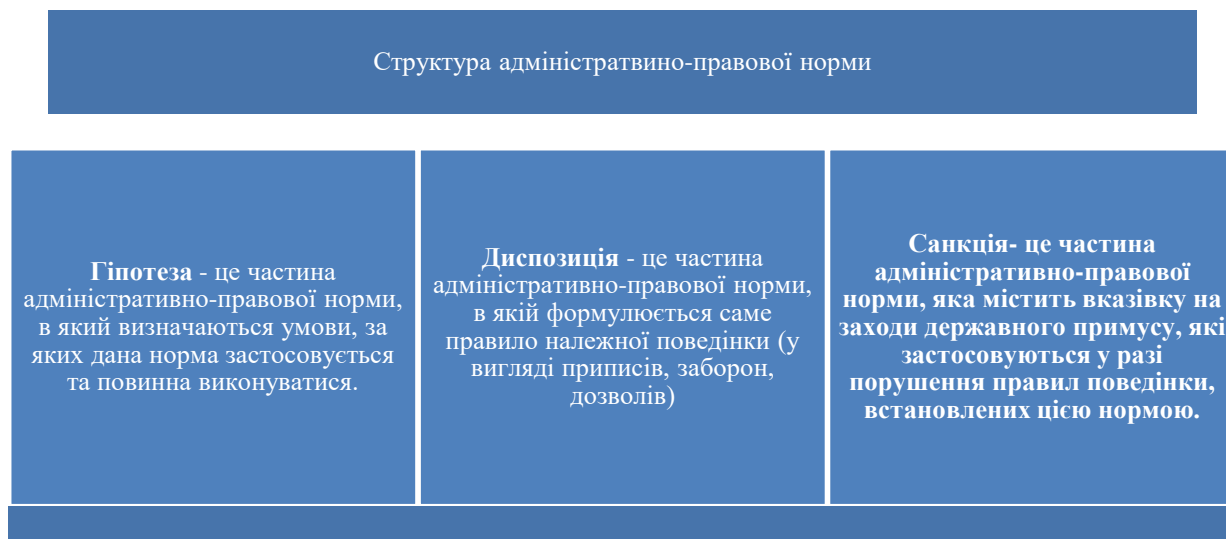 Структура адміністратвино-правової норми
Гіпотеза - це частина
адміністративно-правової норми,
в який визначаються умови, за
яких дана норма застосовується
та повинна виконуватися.
Диспозиція - це частина
адміністративно-правової норми,
в якій формулюється саме
правило належної поведінки (у
вигляді приписів, заборон,
дозволів)
Санкція- це частина
адміністративно-правової
норми, яка містить вказівку на
заходи державного примусу, які
застосовуються у разі
порушення правил поведінки,
встановлених цією нормою.